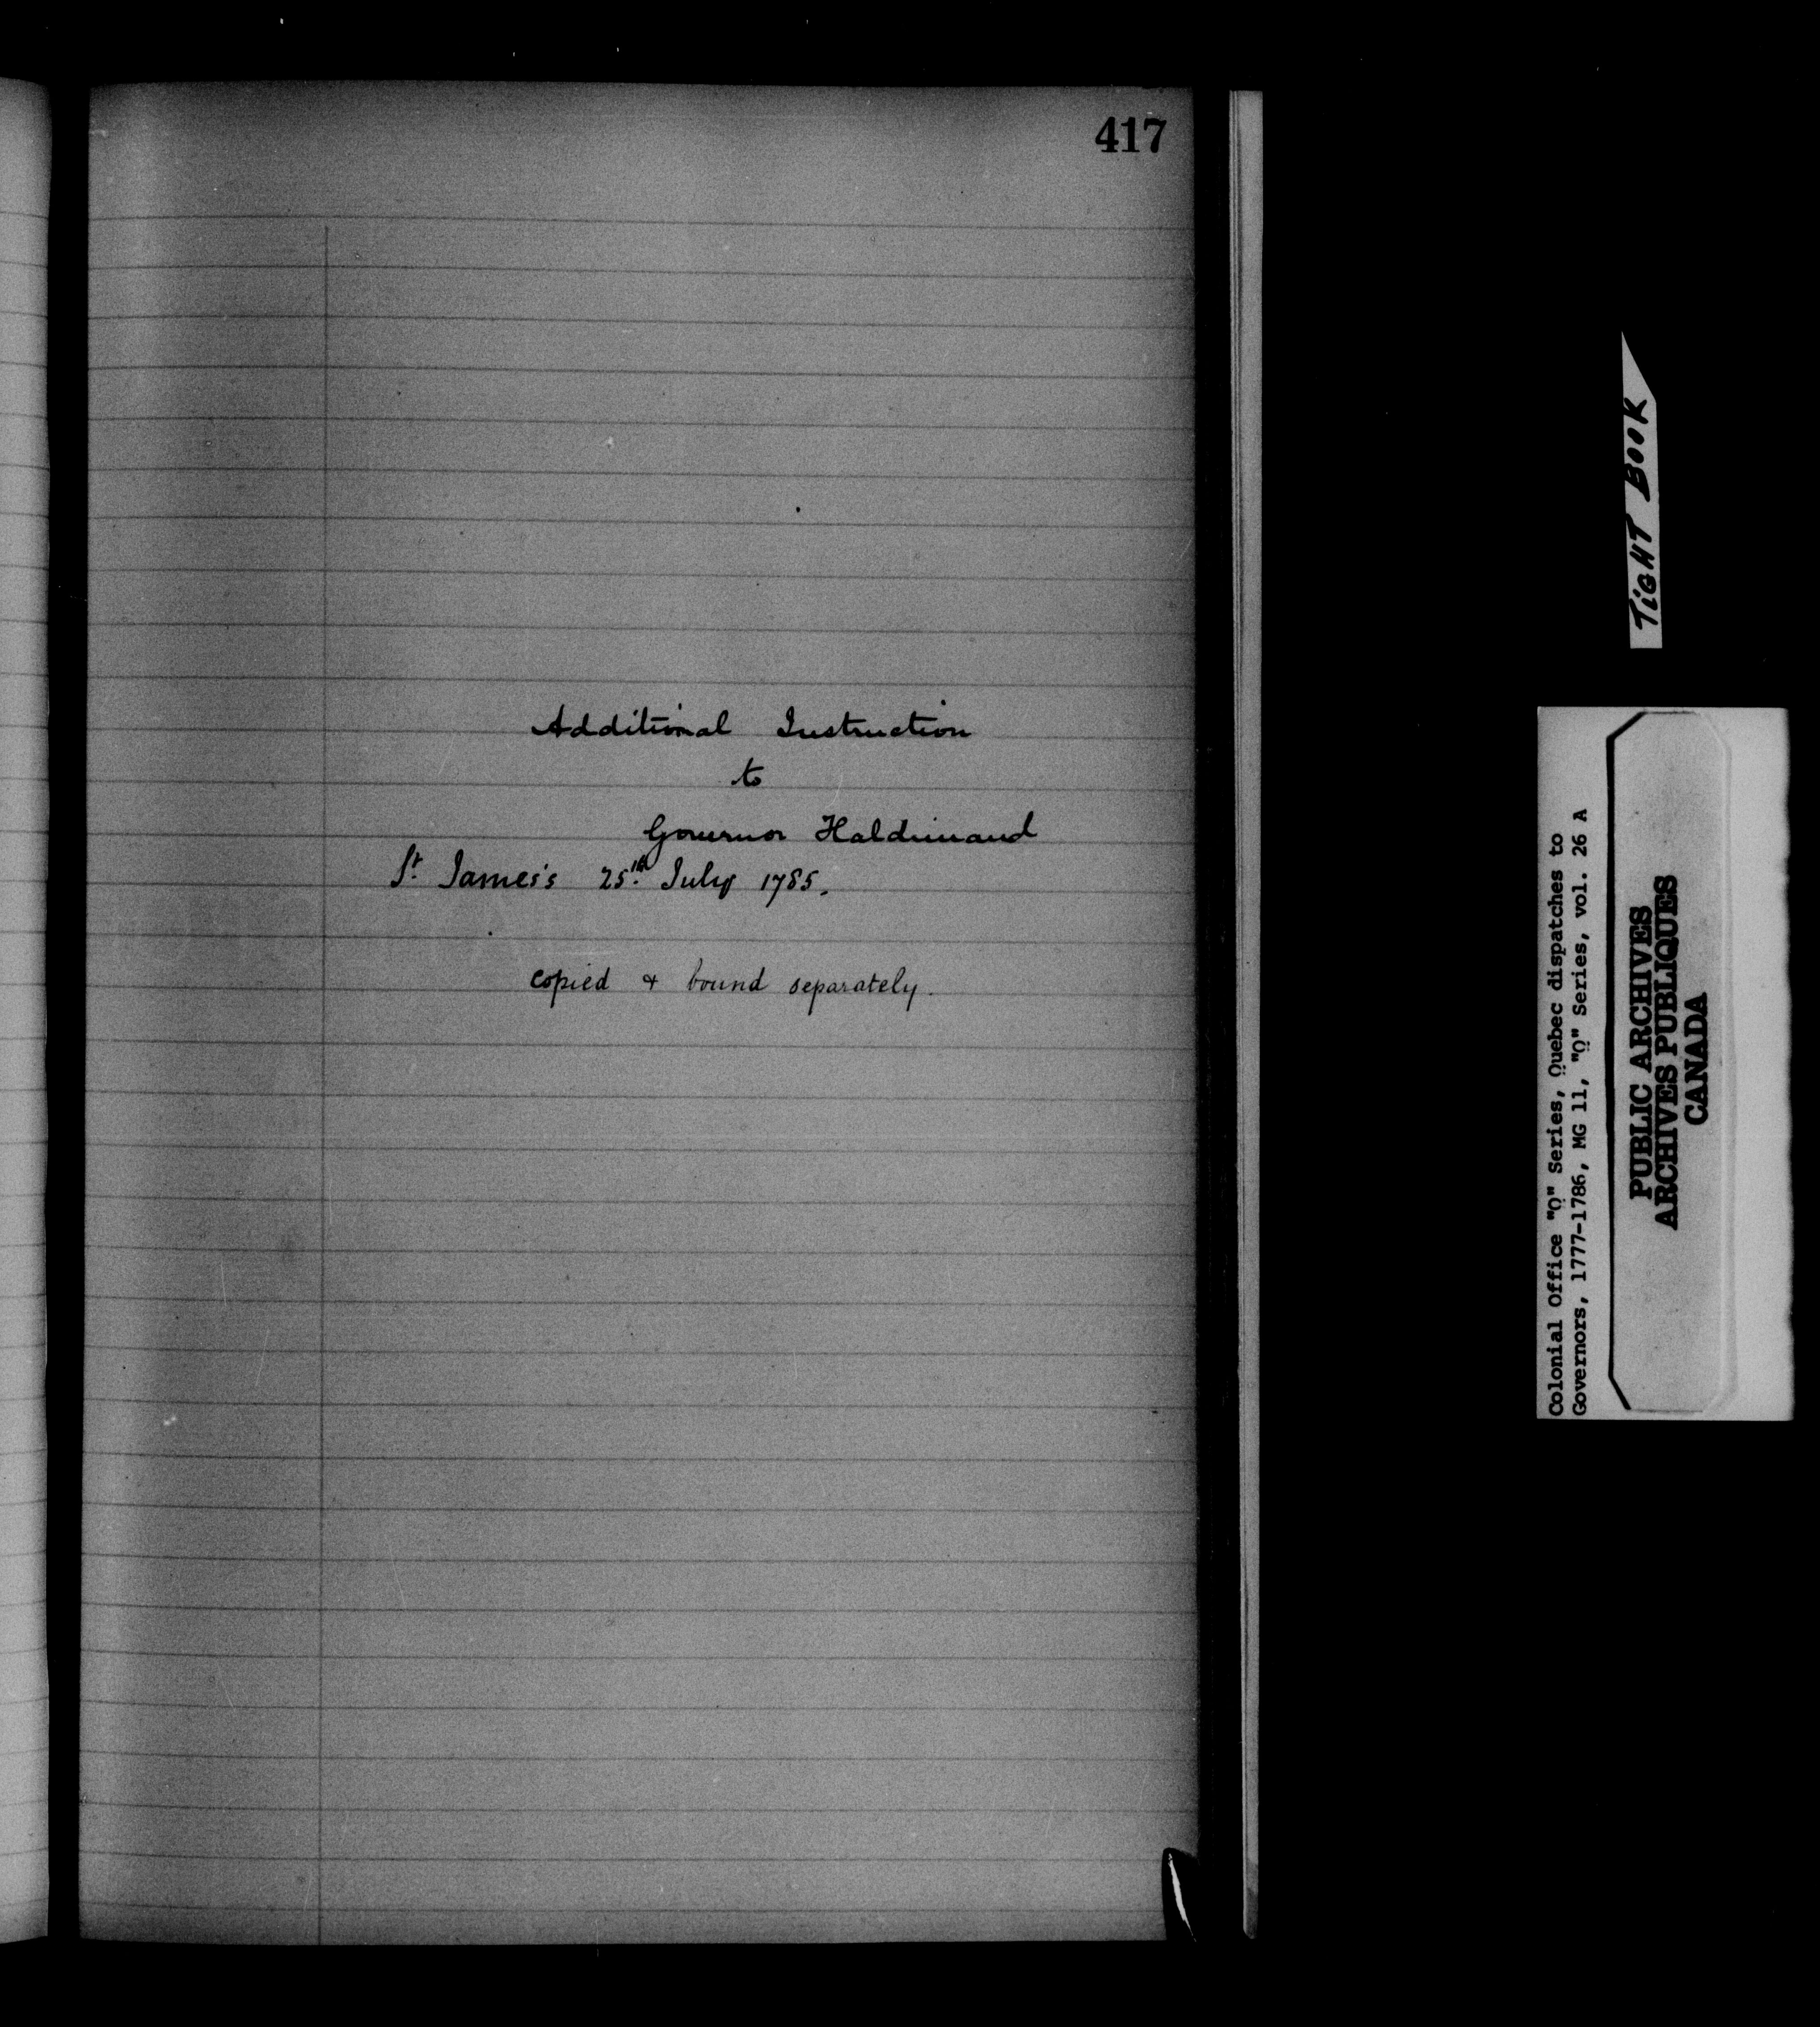 417
Additional Instruction
to
Governor Haldimand
St. James's 25th July 1785.
copied & bound separately.
TIGHT BOOK
Colonial Office "Q" Series, Quebec dispatches to
Governors, 1777-1786, MG 11, "Q" Series, vol. 26 A
PUBLIC ARCHIVES
ARCHIVES PUBLIQUES
CANADA